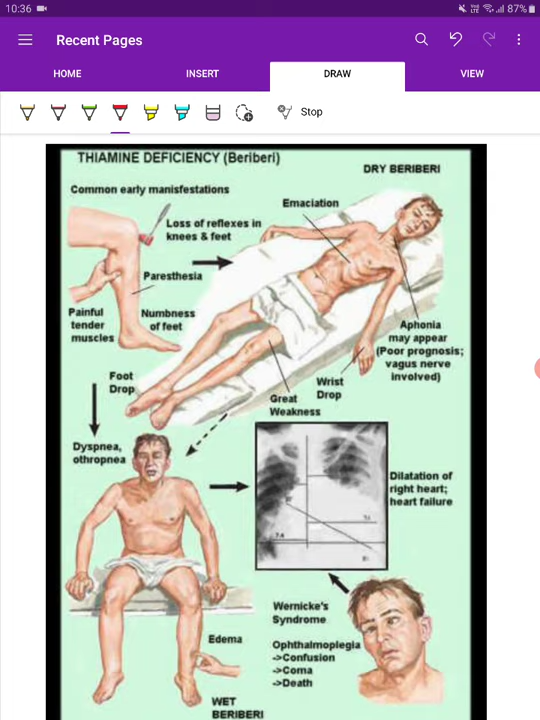 10:36
87%
Recent Pages
HOME INSERT DRAW VIEW
Stop
THIAMINE DEFICIENCY (Beriberi)
DRY BERIBERI
Common early manisfestations
Emaciation
Loss of reflexes in
knees & feet
Paresthesia
Painful
tender
muscles
Numbness
of feet
Aphonia
may appear
(Poor prognosis;
vagus nerve
involved)
Foot
Drop
Wrist
Drop
Great
Weakness
Dyspnea,
othropnea
Dilatation of
right heart;
heart failure
7.4
Wernicke's
Syndrome
Edema
Ophthalmoplegia
->Confusion
->Coma
->Death
WET
BERIBERI